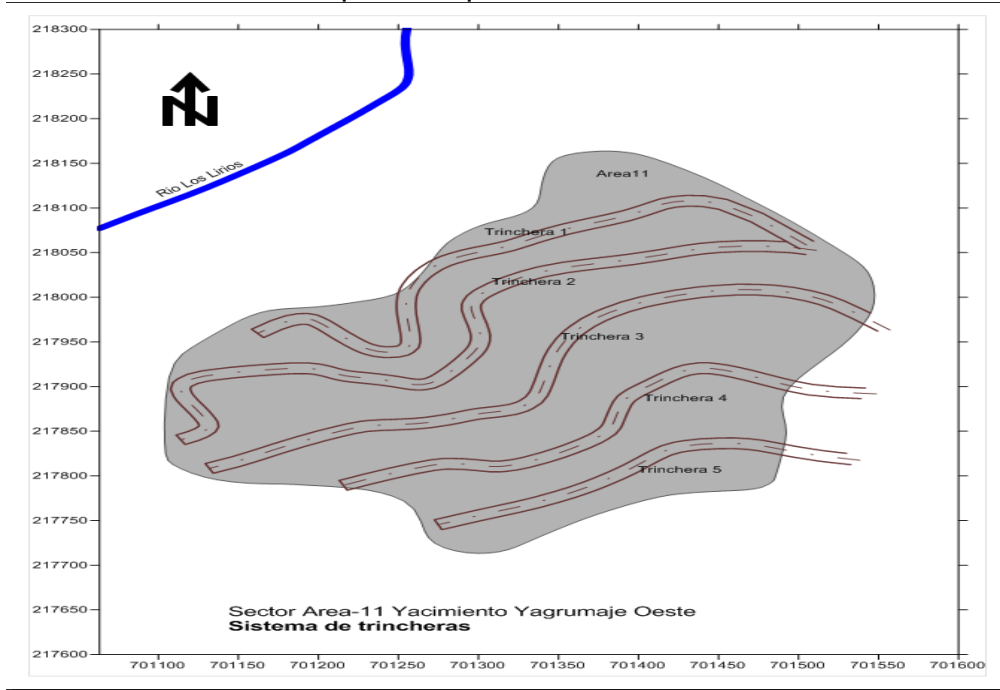 218300
218250
218200
218150
218100
218050
218000
217950
217900
217850
217800
217750
217700
217650
217600
N
Rio Los Lirios
Area11
Trinchera 1
Trinchera 2
Trinchera 3
Trinchera 4
Trinchera 5
Sector Area-11 Yacimiento Yagrumaje Oeste
Sistema de trincheras
701100 701150 701200 701250 701300 701350 701400 701450 701500 701550 701600